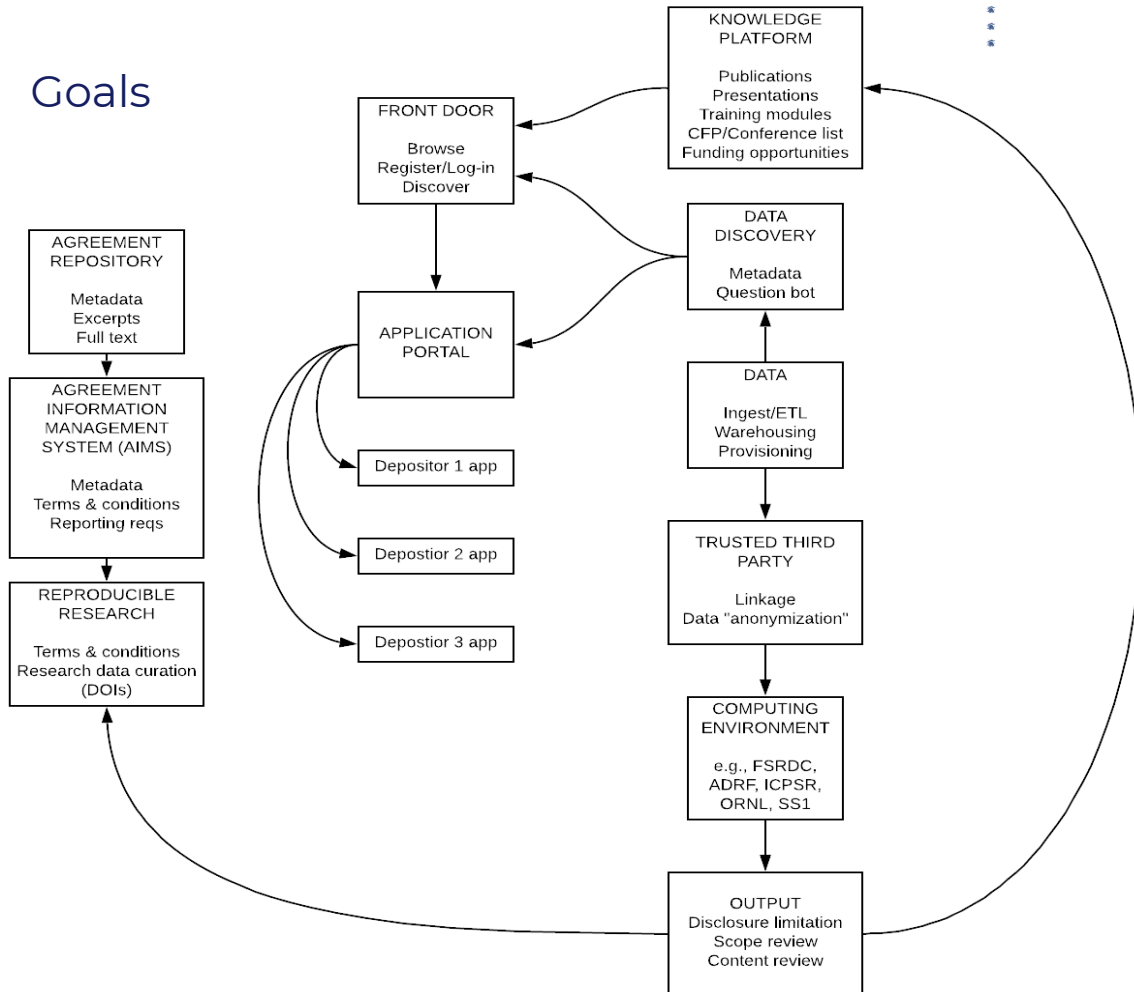 Goals
KNOWLEDGE
PLATFORM
Publications
Presentations
Training modules
CFP/Conference list
Funding opportunities
FRONT DOOR
Browse
Register/Log-in
Discover
DATA
DISCOVERY
Metadata
Question bot
AGREEMENT
REPOSITORY
Metadata
Excerpts
Full text
APPLICATION
PORTAL
DATA
Ingest/ETL
Warehousing
Provisioning
AGREEMENT
INFORMATION
MANAGEMENT
SYSTEM (AIMS)
Metadata
Terms & conditions
Reporting reqs
Depositor 1 app
Depostior 2 app
Depostior 3 app
TRUSTED THIRD
PARTY
Linkage
Data "anonymization"
REPRODUCIBLE
RESEARCH
Terms & conditions
Research data curation
(DOIs)
COMPUTING
ENVIRONMENT
e.g., FSRDC,
ADRF, ICPSR,
ORNL, SS1
OUTPUT
Disclosure limitation
Scope review
Content review